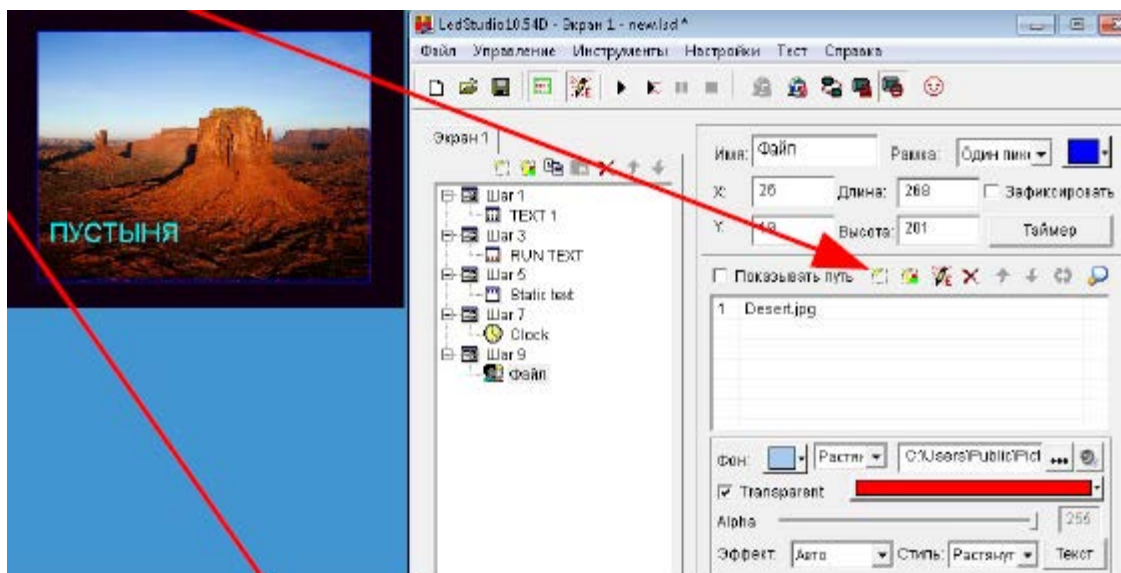 ПУСТЫНЯ
LedStudio10.54D - Экран 1 - new.lsd *
Файл Управление Инструменты Настройки Тест Справка
Экран 1
Шаг 1
TEXT 1
Шаг 3
RUN TEXT
Шаг 5
Static text
Шаг 7
Clock
Шаг 9
Файл
Имя: Файл Рамка: Один пикс
X: 26 Длина: 268 Зафиксировать
Y: Высота: 201 Таймер
Показывать путь
1 Desert.jpg
Фон: Растян C:\Users\Public\Pict ...
Transparent
Alpha 255
Эффект: Авто Стиль: Растянут Текст